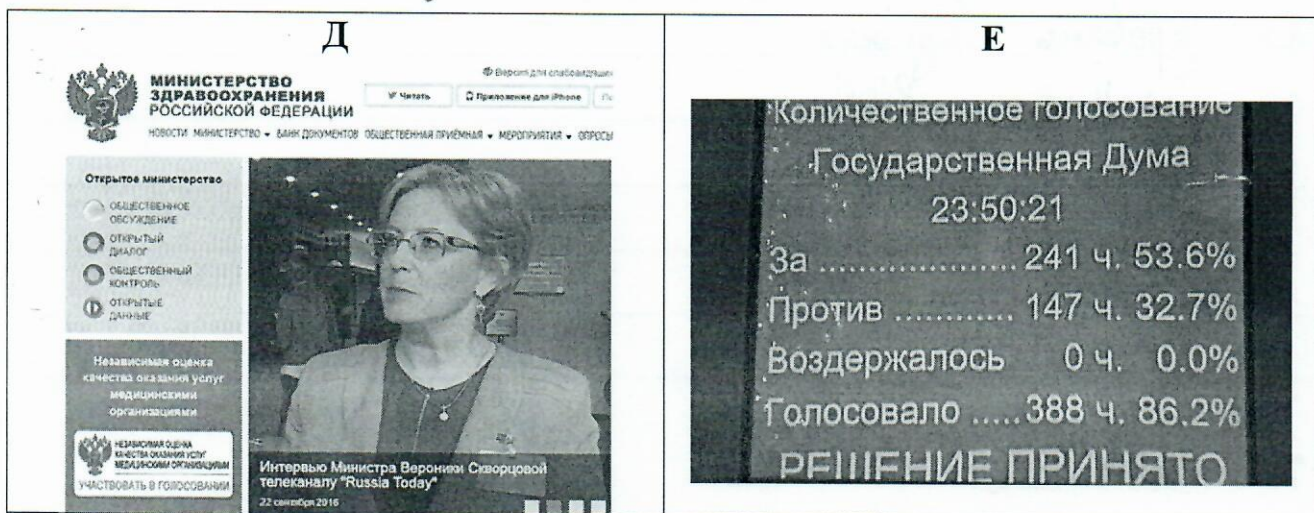 Д
Версия для слабовидящих
МИНИСТЕРСТВО
ЗДРАВООХРАНЕНИЯ
РОССИЙСКОЙ ФЕДЕРАЦИИ
Читать
Приложение для iPhone
НОВОСТИ МИНИСТЕРСТВО БАНК ДОКУМЕНТОВ ОБЩЕСТВЕННАЯ ПРИЁМНАЯ МЕРОПРИЯТИЯ ОПРОСЫ
Открытое министерство
ОБЩЕСТВЕННОЕ
ОБСУЖДЕНИЕ
ОТКРЫТЫЙ
ДИАЛОГ
ОБЩЕСТВЕННЫЙ
КОНТРОЛЬ
ОТКРЫТЫЕ
ДАННЫЕ
Независимая оценка
качества оказания услуг
медицинскими
организациями
НЕЗАВИСИМАЯ ОЦЕНКА
КАЧЕСТВА ОКАЗАНИЯ УСЛУГ
МЕДИЦИНСКИМИ ОРГАНИЗАЦИЯМИ
УЧАСТВОВАТЬ В ГОЛОСОВАНИИ
Интервью Министра Вероники Скворцовой
телеканалу "Russia Today"
22 сентября 2016
Е
Количественное голосование
Государственная Дума
23:50:21
За .................... 241 ч. 53.6%
Против ........... 147 ч. 32.7%
Воздержалось 0 ч. 0.0%
Голосовало .....388 ч. 86.2%
РЕШЕНИЕ ПРИНЯТО